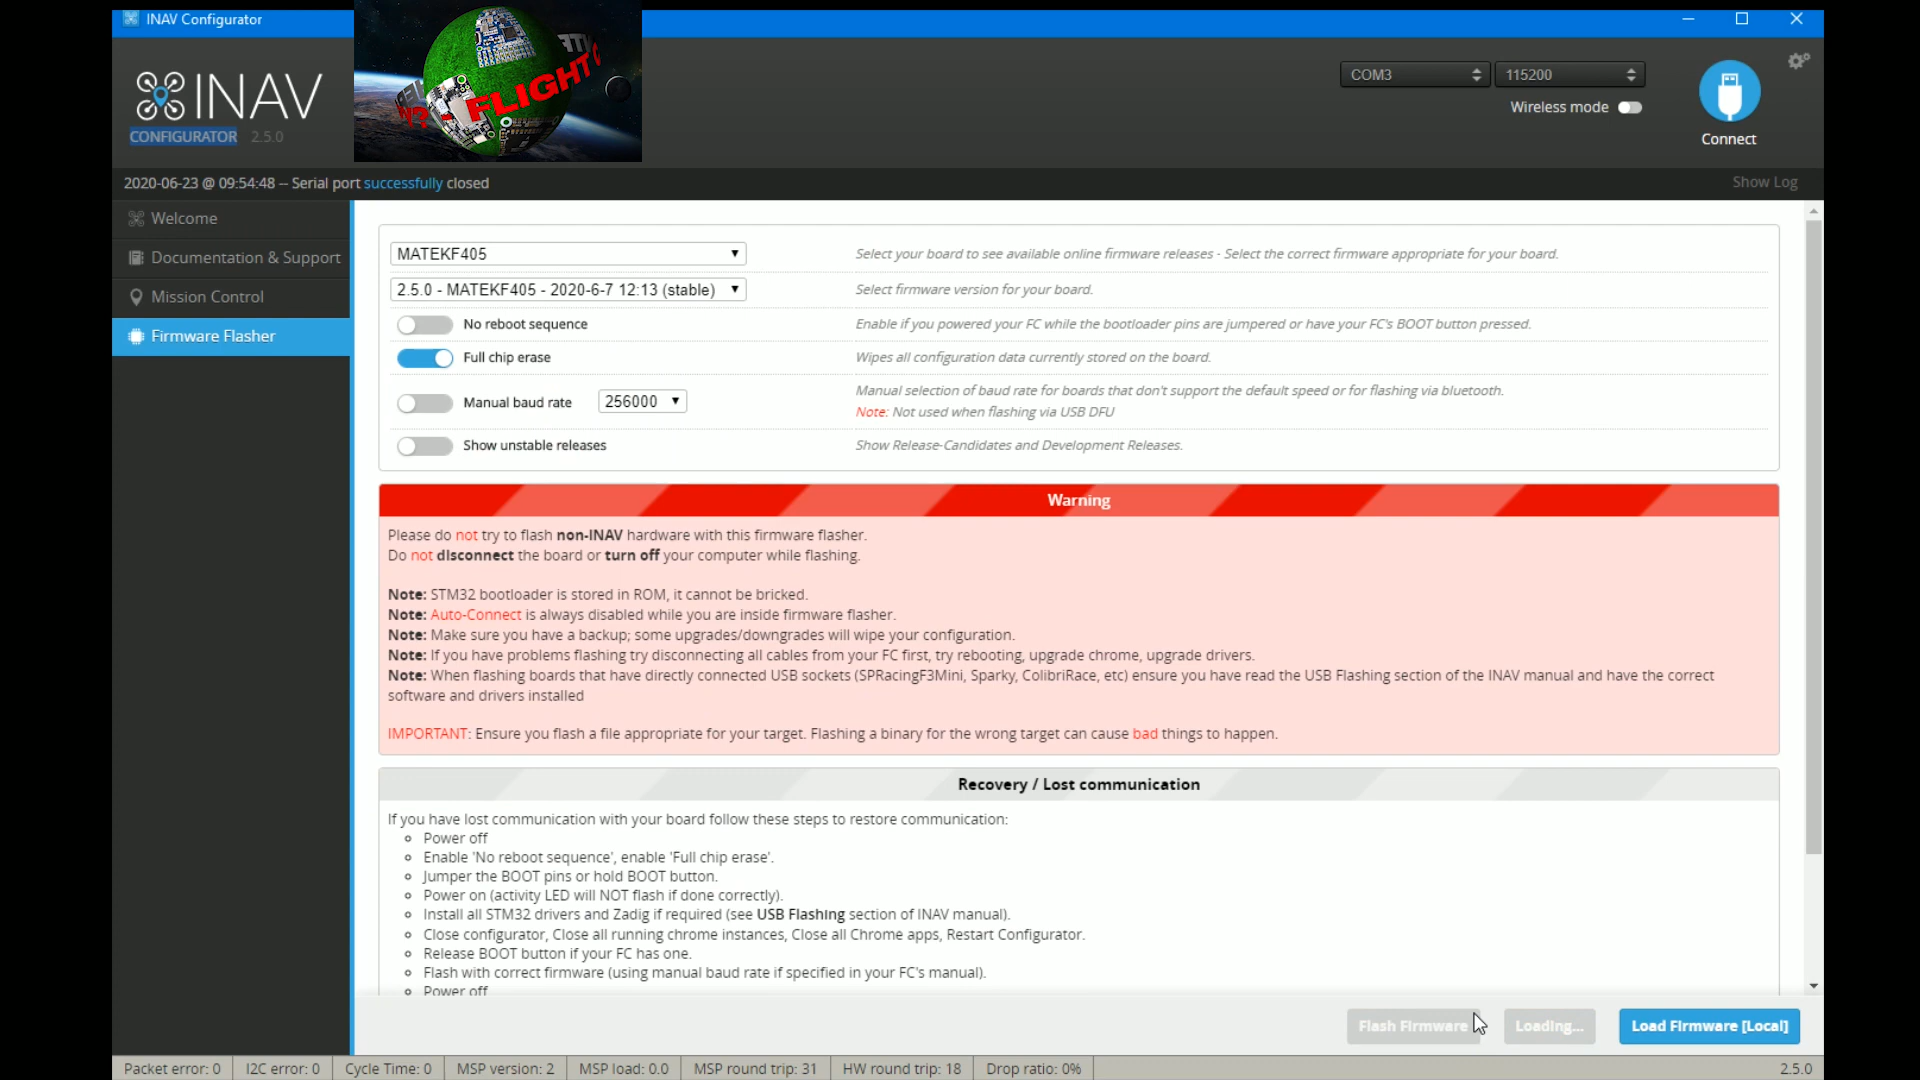 INAV Configurator
INAV
CONFIGURATOR 2.5.0
FLIGHT
COM3
115200
Wireless mode
Connect
2020-06-23 @ 09:54:48 -- Serial port successfully closed
Show Log
Welcome
Documentation & Support
Mission Control
Firmware Flasher
MATEKF405
Select your board to see available online firmware releases - Select the correct firmware appropriate for your board.
2.5.0 - MATEKF405 - 2020-6-7 12:13 (stable)
Select firmware version for your board.
No reboot sequence
Enable if you powered your FC while the bootloader pins are jumpered or have your FC's BOOT button pressed.
Full chip erase
Wipes all configuration data currently stored on the board.
Manual baud rate
256000
Manual selection of baud rate for boards that don't support the default speed or for flashing via bluetooth.
Note: Not used when flashing via USB DFU
Show unstable releases
Show Release-Candidates and Development Releases.
Warning
Please do not try to flash non-INAV hardware with this firmware flasher.
Do not disconnect the board or turn off your computer while flashing.
Note: STM32 bootloader is stored in ROM, it cannot be bricked.
Note: Auto-Connect is always disabled while you are inside firmware flasher.
Note: Make sure you have a backup; some upgrades/downgrades will wipe your configuration.
Note: If you have problems flashing try disconnecting all cables from your FC first, try rebooting, upgrade chrome, upgrade drivers.
Note: When flashing boards that have directly connected USB sockets (SPRacingF3Mini, Sparky, ColibriRace, etc) ensure you have read the USB Flashing section of the INAV manual and have the correct
software and drivers installed
IMPORTANT: Ensure you flash a file appropriate for your target. Flashing a binary for the wrong target can cause bad things to happen.
Recovery / Lost communication
If you have lost communication with your board follow these steps to restore communication:
Power off
Enable 'No reboot sequence', enable 'Full chip erase'.
Jumper the BOOT pins or hold BOOT button.
Power on (activity LED will NOT flash if done correctly).
Install all STM32 drivers and Zadig if required (see USB Flashing section of INAV manual).
Close configurator, Close all running chrome instances, Close all Chrome apps, Restart Configurator.
Release BOOT button if your FC has one.
Flash with correct firmware (using manual baud rate if specified in your FC's manual).
Power off
Flash Firmware
Loading...
Load Firmware [Local]
Packet error: 0
I2C error: 0
Cycle Time: 0
MSP version: 2
MSP load: 0.0
MSP round trip: 31
HW round trip: 18
Drop ratio: 0%
2.5.0